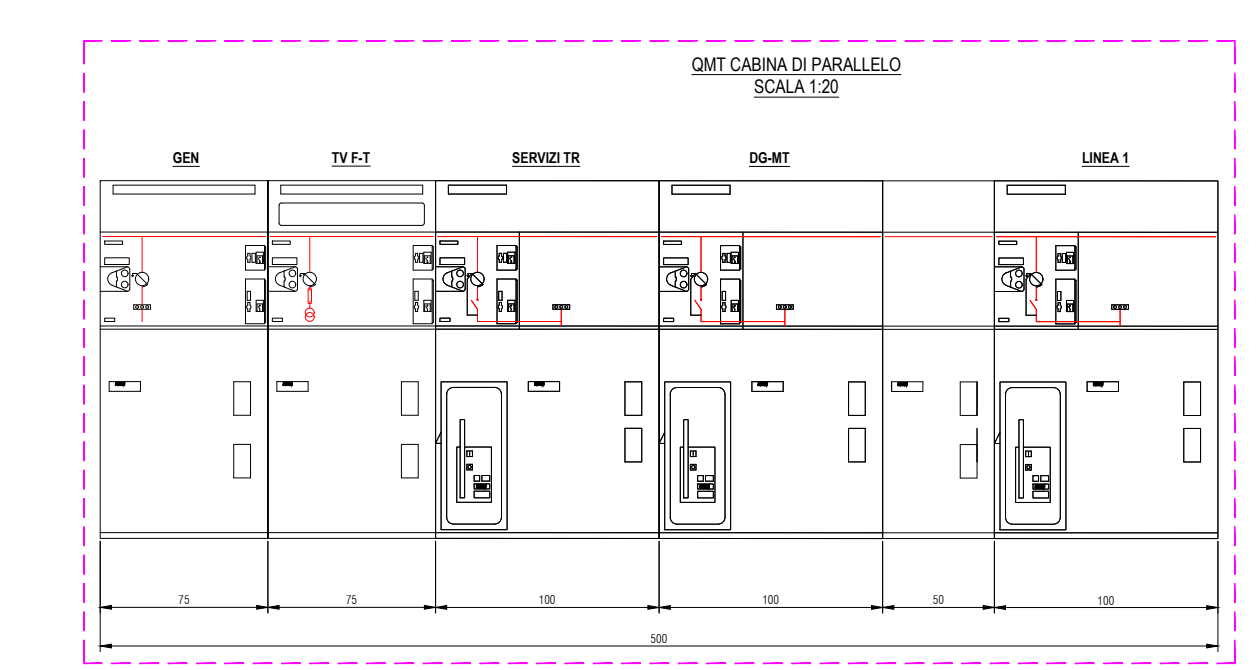 QMT CABINA DI PARALLELO
SCALA 1:20
GEN
TV F-T
SERVIZI TR
DG-MT
LINEA 1
75
75
100
100
50
100
500